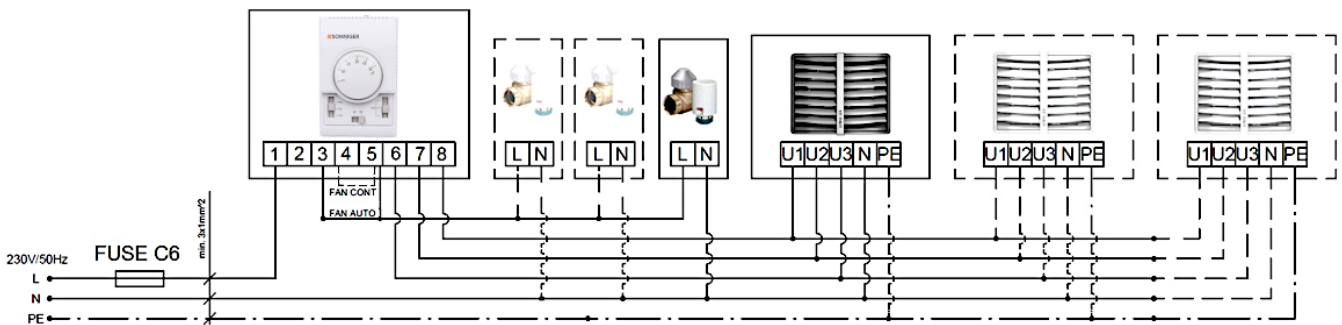 SONNIGER
1 2 3 4 5 6 7 8
FAN CONT
FAN AUTO
L N
L N
L N
U1 U2 U3 N PE
U1 U2 U3 N PE
U1 U2 U3 N PE
min. 3x1mm^2
230V/50Hz
FUSE C6
L
N
PE